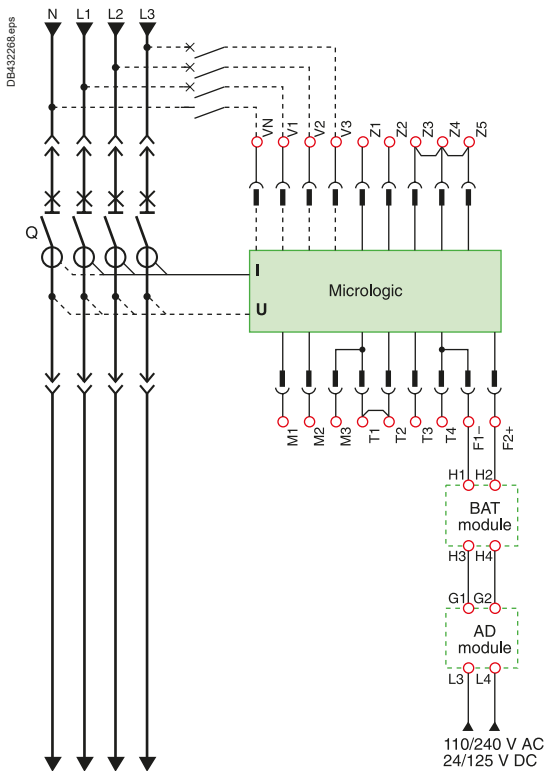 DB432268.eps
N L1 L2 L3
VN V1 V2 V3 Z1 Z2 Z3 Z4 Z5
Q
I
Micrologic
U
M1 M2 M3 T1 T2 T3 T4 F1– F2+
H1 H2
BAT
module
H3 H4
G1 G2
AD
module
L3 L4
110/240 V AC
24/125 V DC